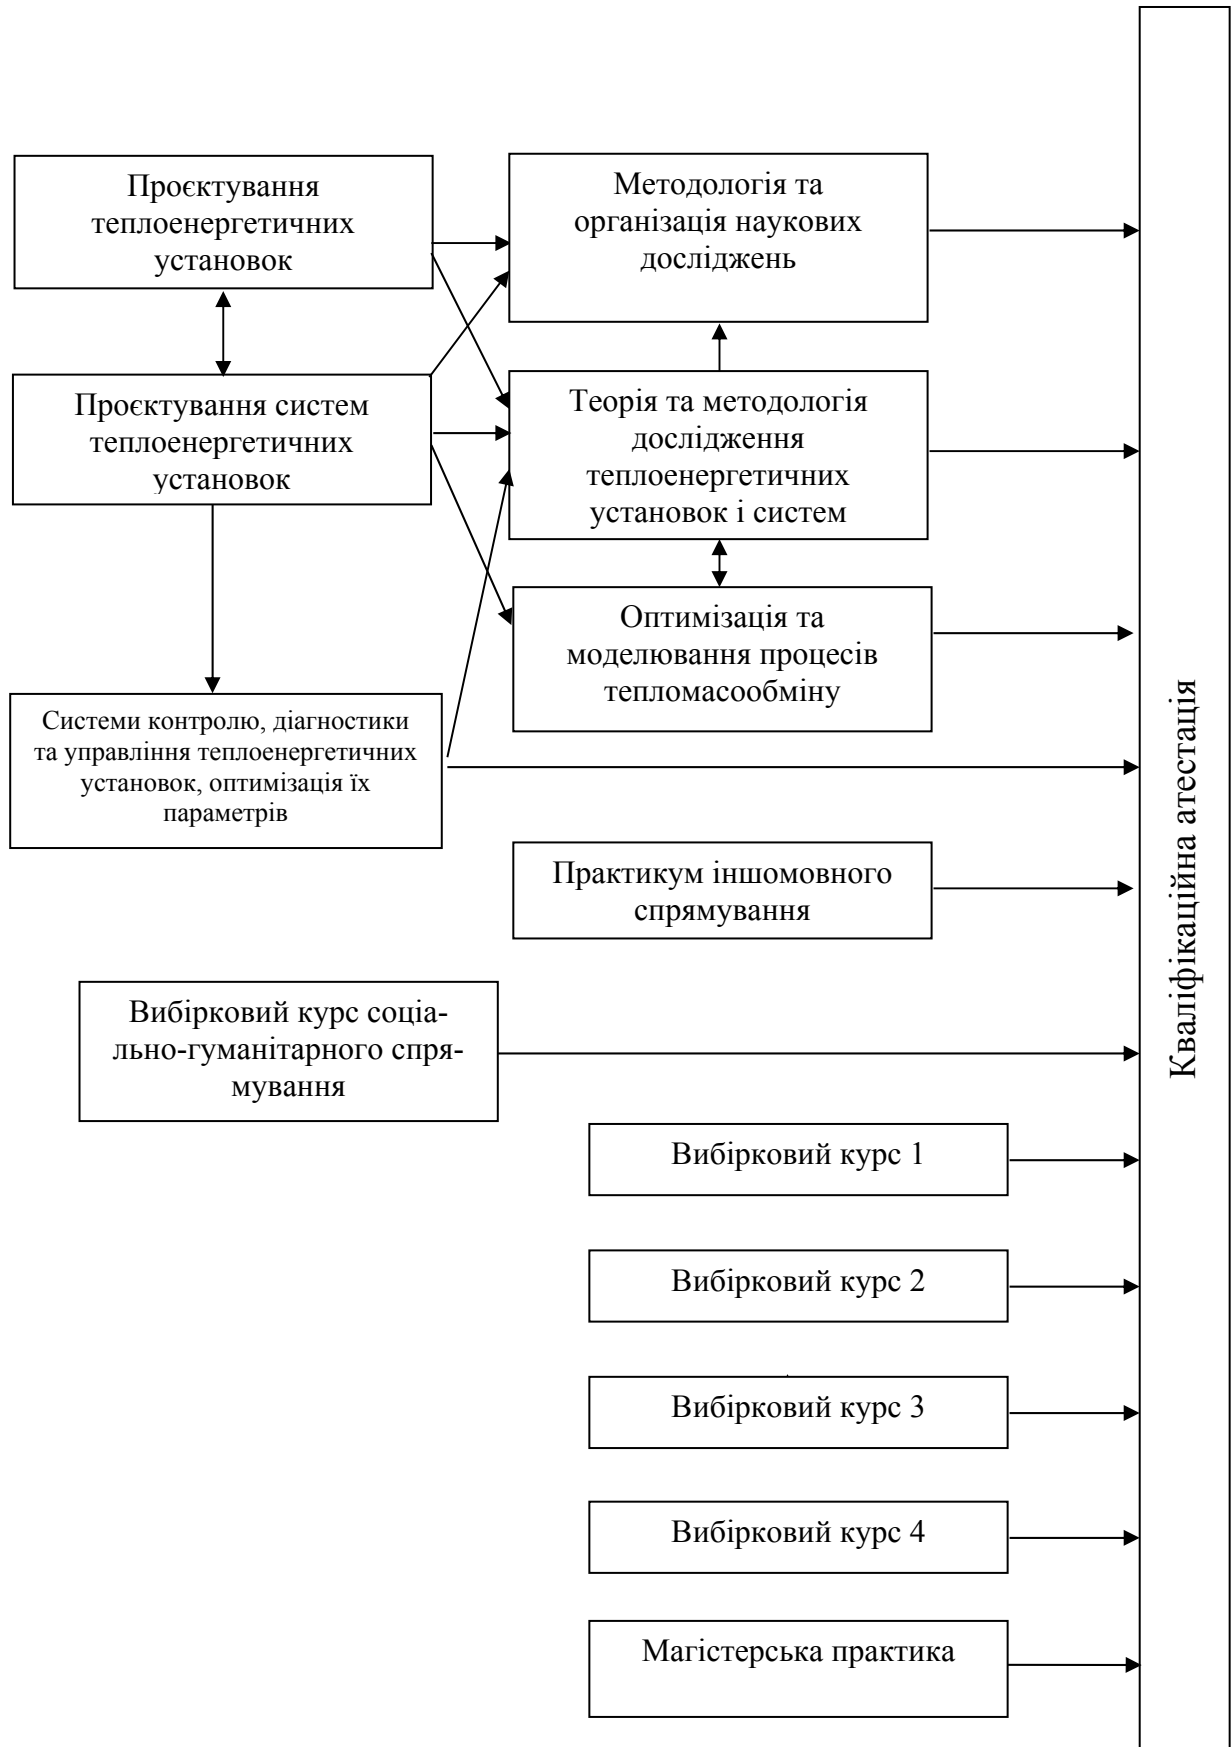 Проєктування
теплоенергетичних
установок
Методологія та
організація наукових
досліджень
Проєктування систем
теплоенергетичних
установок
Теорія та методологія
дослідження
теплоенергетичних
установок і систем
Оптимізація та
моделювання процесів
тепломасообміну
Системи контролю, діагностики
та управління теплоенергетичних
установок, оптимізація їх
параметрів
Практикум іншомовного
спрямування
Вибірковий курс соціа-
льно-гуманітарного спря-
мування
Вибірковий курс 1
Вибірковий курс 2
Вибірковий курс 3
Вибірковий курс 4
Магістерська практика
Кваліфікаційна атестація